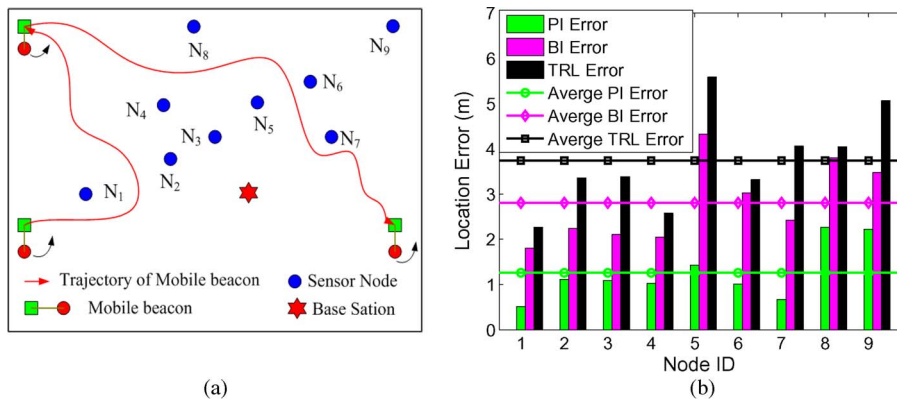 N8
N9
N6
N4
N5
N3
N7
N2
N1
Trajectory of Mobile beacon
Sensor Node
Mobile beacon
Base Sation
(a)
7
6
5
4
3
2
1
0
Location Error (m)
PI Error
BI Error
TRL Error
Averge PI Error
Averge BI Error
Averge TRL Error
1 2 3 4 5 6 7 8 9
Node ID
(b)